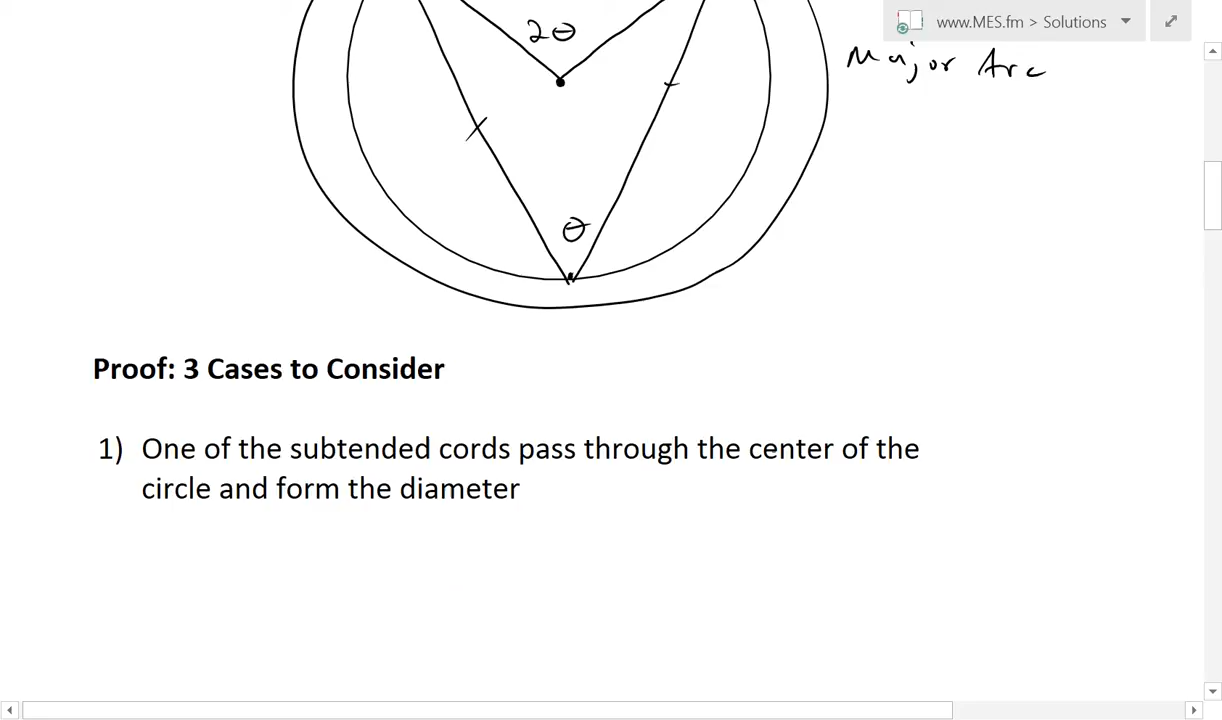 www.MES.fm > Solutions
2θ
Major Arc
θ
Proof: 3 Cases to Consider
1) One of the subtended cords pass through the center of the
circle and form the diameter